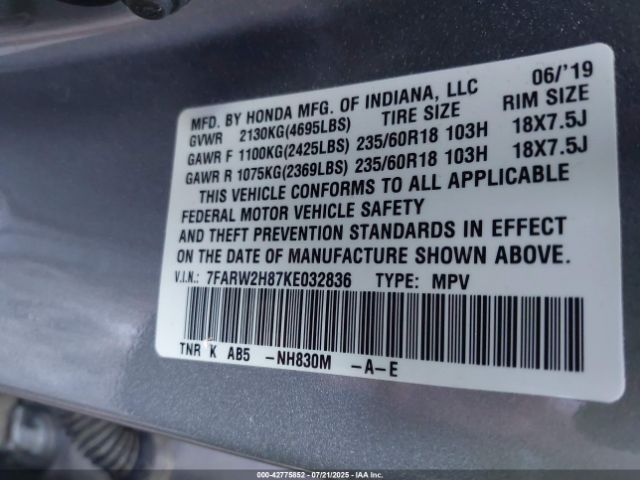 MFD. BY HONDA MFG. OF INDIANA, LLC 06/'19
GVWR 2130KG(4695LBS) TIRE SIZE RIM SIZE
GAWR F 1100KG(2425LBS) 235/60R18 103H 18X7.5J
GAWR R 1075KG(2369LBS) 235/60R18 103H 18X7.5J
THIS VEHICLE CONFORMS TO ALL APPLICABLE
FEDERAL MOTOR VEHICLE SAFETY
AND THEFT PREVENTION STANDARDS IN EFFECT
ON THE DATE OF MANUFACTURE SHOWN ABOVE.
V.I.N.: 7FARW2H87KE032836 TYPE: MPV
TNR K AB5 -NH830M -A-E
000-42775852 - 07/21/2025 - IAAI.com